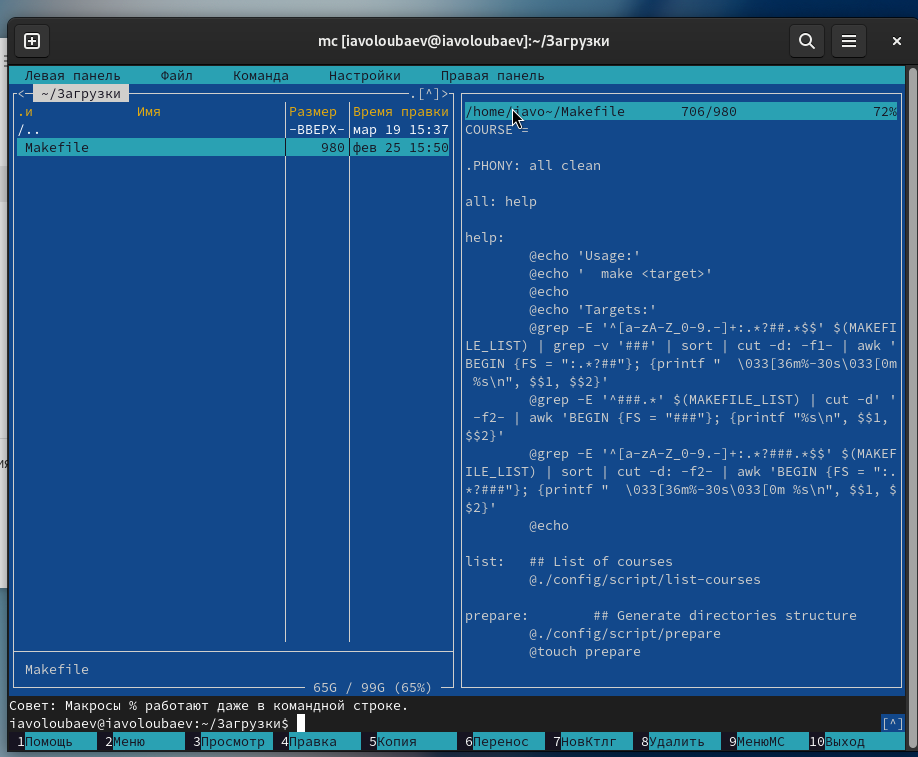 mc [iavoloubaev@iavoloubaev]:~/Загрузки
Левая панель Файл Команда Настройки Правая панель
<─ ~/Загрузки .[^]>
.и Имя Размер Время правки
/.. -ВВЕРХ- мар 19 15:37
Makefile 980 фев 25 15:50
Makefile
65G / 99G (65%)
/home/iavo~/Makefile 706/980 72%
COURSE =
.PHONY: all clean
all: help
help:
@echo 'Usage:'
@echo '  make <target>'
@echo
@echo 'Targets:'
@grep -E '^[a-zA-Z_0-9.-]+:.*?##.*$$' $(MAKEFI
LE_LIST) | grep -v '###' | sort | cut -d: -f1- | awk '
BEGIN {FS = ":.*?##"}; {printf "  \033[36m%-30s\033[0m
%s\n", $$1, $$2}'
@grep -E '^###.*' $(MAKEFILE_LIST) | cut -d' '
-f2- | awk 'BEGIN {FS = "###"}; {printf "%s\n", $$1,
$$2}'
@grep -E '^[a-zA-Z_0-9.-]+:.*?###.*$$' $(MAKEF
ILE_LIST) | sort | cut -d: -f2- | awk 'BEGIN {FS = ":.
*?###"}; {printf "  \033[36m%-30s\033[0m %s\n", $$1, $
$2}'
@echo
list:   ## List of courses
@./config/script/list-courses
prepare:        ## Generate directories structure
@./config/script/prepare
@touch prepare
Совет: Макросы % работают даже в командной строке.
iavoloubaev@iavoloubaev:~/Загрузки$ [^]
1Помощь 2Меню 3Просмотр 4Правка 5Копия 6Перенос 7НовКтлг 8Удалить 9МенюМС 10Выход